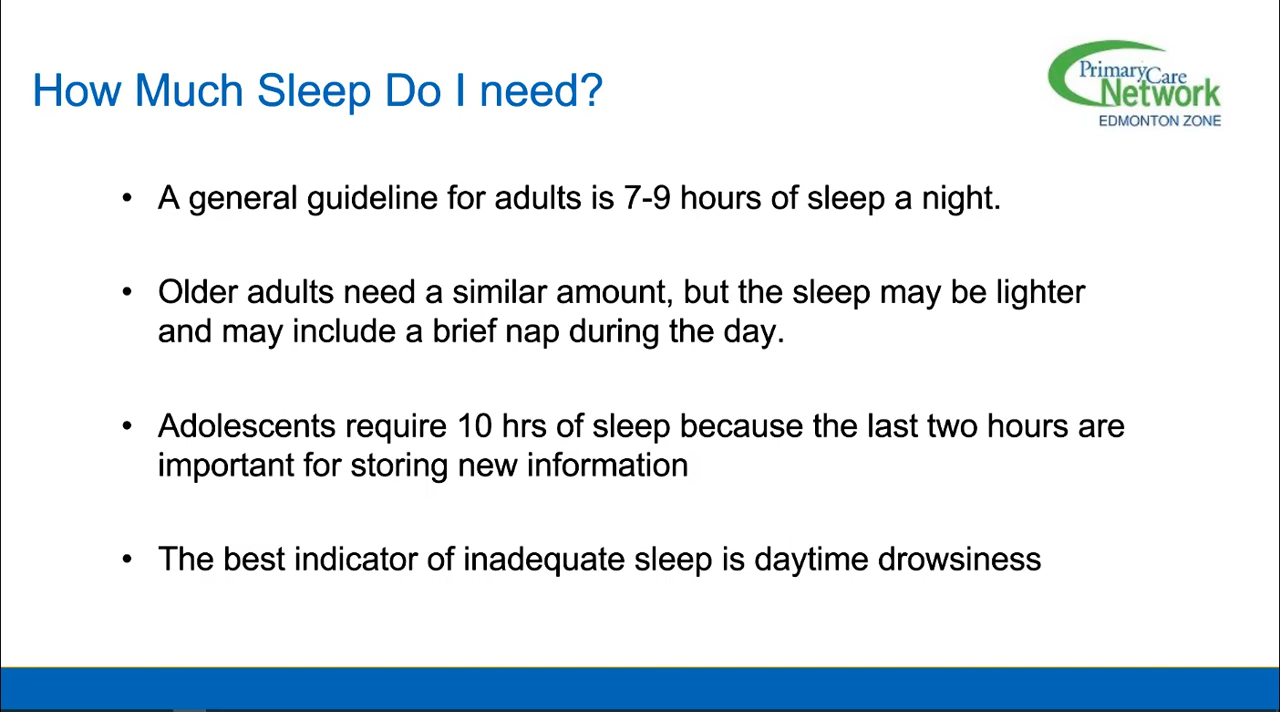 How Much Sleep Do I need?
PrimaryCare
Network
EDMONTON ZONE
• A general guideline for adults is 7-9 hours of sleep a night.
• Older adults need a similar amount, but the sleep may be lighter
and may include a brief nap during the day.
• Adolescents require 10 hrs of sleep because the last two hours are
important for storing new information
• The best indicator of inadequate sleep is daytime drowsiness